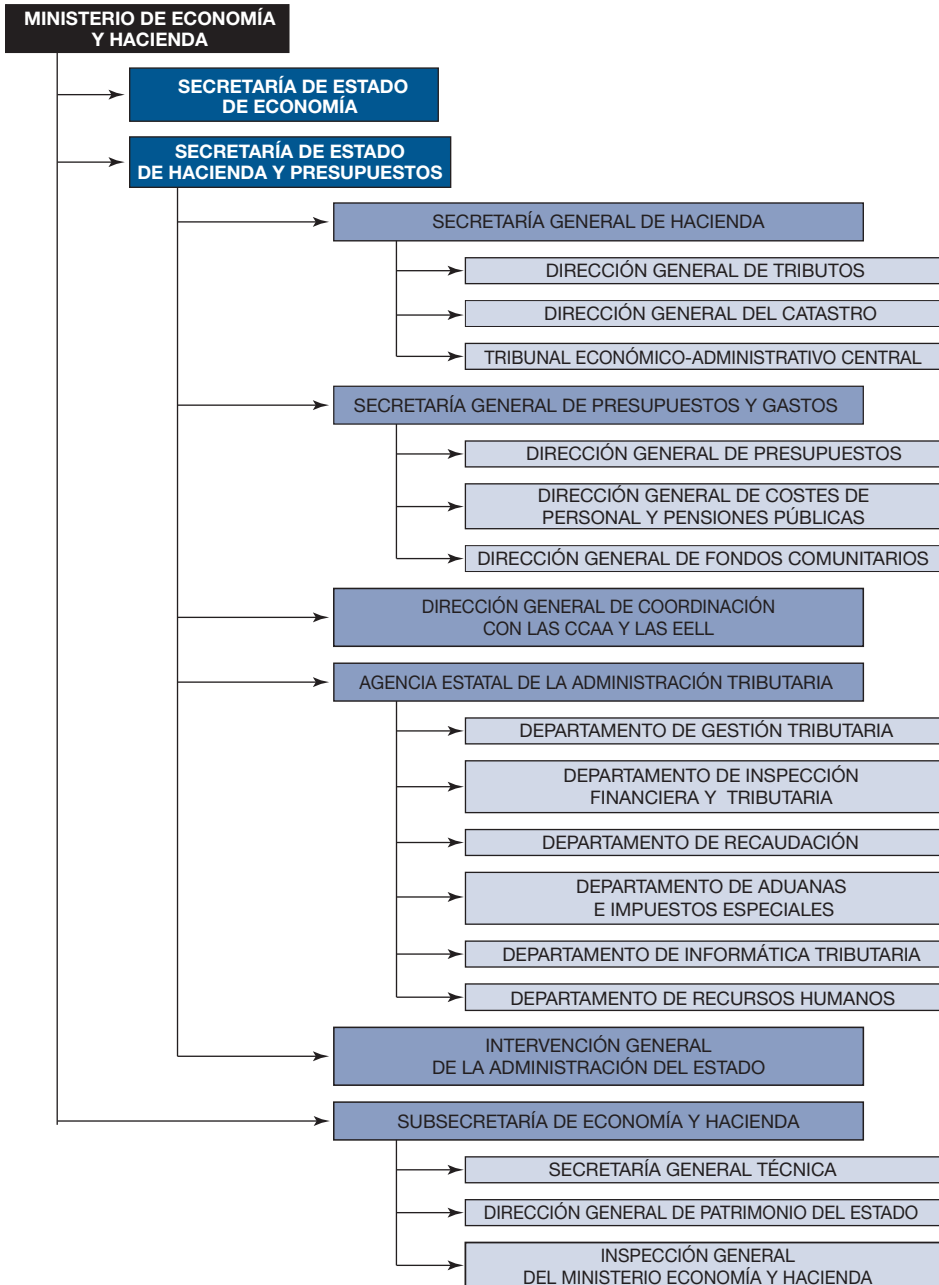 MINISTERIO DE ECONOMÍA
Y HACIENDA
SECRETARÍA DE ESTADO
DE ECONOMÍA
SECRETARÍA DE ESTADO
DE HACIENDA Y PRESUPUESTOS
SECRETARÍA GENERAL DE HACIENDA
DIRECCIÓN GENERAL DE TRIBUTOS
DIRECCIÓN GENERAL DEL CATASTRO
TRIBUNAL ECONÓMICO-ADMINISTRATIVO CENTRAL
SECRETARÍA GENERAL DE PRESUPUESTOS Y GASTOS
DIRECCIÓN GENERAL DE PRESUPUESTOS
DIRECCIÓN GENERAL DE COSTES DE
PERSONAL Y PENSIONES PÚBLICAS
DIRECCIÓN GENERAL DE FONDOS COMUNITARIOS
DIRECCIÓN GENERAL DE COORDINACIÓN
CON LAS CCAA Y LAS EELL
AGENCIA ESTATAL DE LA ADMINISTRACIÓN TRIBUTARIA
DEPARTAMENTO DE GESTIÓN TRIBUTARIA
DEPARTAMENTO DE INSPECCIÓN
FINANCIERA Y TRIBUTARIA
DEPARTAMENTO DE RECAUDACIÓN
DEPARTAMENTO DE ADUANAS
E IMPUESTOS ESPECIALES
DEPARTAMENTO DE INFORMÁTICA TRIBUTARIA
DEPARTAMENTO DE RECURSOS HUMANOS
INTERVENCIÓN GENERAL
DE LA ADMINISTRACIÓN DEL ESTADO
SUBSECRETARÍA DE ECONOMÍA Y HACIENDA
SECRETARÍA GENERAL TÉCNICA
DIRECCIÓN GENERAL DE PATRIMONIO DEL ESTADO
INSPECCIÓN GENERAL
DEL MINISTERIO ECONOMÍA Y HACIENDA